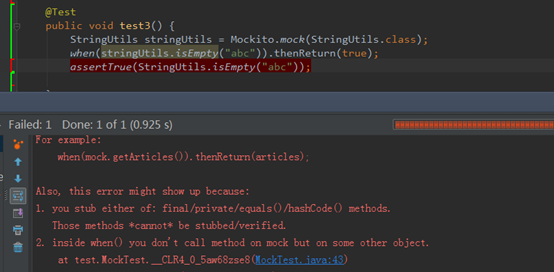 @Test
public void test3() {
StringUtils stringUtils = Mockito.mock(StringUtils.class);
when(stringUtils.isEmpty("abc")).thenReturn(true);
assertTrue(StringUtils.isEmpty("abc"));
Failed: 1 Done: 1 of 1 (0.925 s)
For example:
when(mock.getArticles()).thenReturn(articles);
Also, this error might show up because:
1. you stub either of: final/private/equals()/hashCode() methods.
Those methods *cannot* be stubbed/verified.
2. inside when() you don't call method on mock but on some other object.
at test.MockTest.__CLR4_0_5aw68zse8(MockTest.java:43)